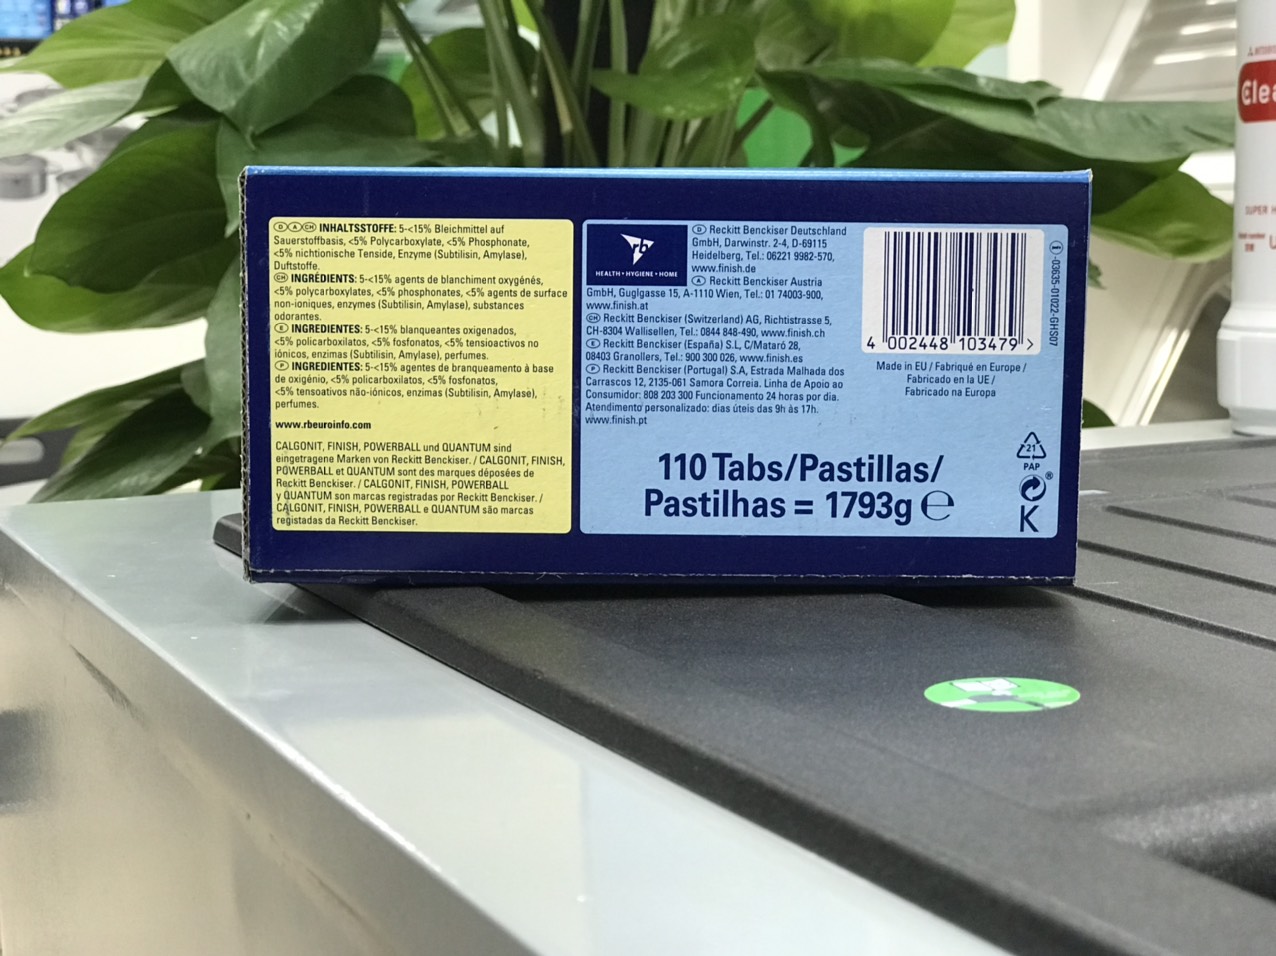 Ⓓ Ⓐ ⒸⒽ INHALTSSTOFFE: 5-<15% Bleichmittel auf
Sauerstoffbasis, <5% Polycarboxylate, <5% Phosphonate,
<5% nichtionische Tenside, Enzyme (Subtilisin, Amylase),
Duftstoffe.
ⒸⒽ INGRÉDIENTS: 5-<15% agents de blanchiment oxygénés,
<5% polycarboxylates, <5% phosphonates, <5% agents de surface
non-ioniques, enzymes (Subtilisin, Amylase), substances
odorantes.
Ⓔ INGREDIENTES: 5-<15% blanqueantes oxigenados,
<5% policarboxilatos, <5% fosfonatos, <5% tensioactivos no
iónicos, enzimas (Subtilisin, Amylase), perfumes.
Ⓟ INGREDIENTES: 5-<15% agentes de branqueamento à base
de oxigénio, <5% policarboxilatos, <5% fosfonatos,
<5% tensoativos não-iónicos, enzimas (Subtilisin, Amylase),
perfumes.
www.rbeuroinfo.com
CALGONIT, FINISH, POWERBALL und QUANTUM sind
eingetragene Marken von Reckitt Benckiser. / CALGONIT, FINISH,
POWERBALL et QUANTUM sont des marques déposées de
Reckitt Benckiser. / CALGONIT, FINISH, POWERBALL
y QUANTUM son marcas registradas por Reckitt Benckiser. /
CALGONIT, FINISH, POWERBALL e QUANTUM são marcas
registadas da Reckitt Benckiser.
rb
HEALTH • HYGIENE • HOME
Ⓓ Reckitt Benckiser Deutschland
GmbH, Darwinstr. 2-4, D-69115
Heidelberg, Tel.: 06221 9982-570,
www.finish.de
Ⓐ Reckitt Benckiser Austria
GmbH, Guglgasse 15, A-1110 Wien, Tel.: 01 74003-900,
www.finish.at
ⒸⒽ Reckitt Benckiser (Switzerland) AG, Richtistrasse 5,
CH-8304 Wallisellen, Tel.: 0844 848-490, www.finish.ch
Ⓔ Reckitt Benckiser (España) S.L, C/Mataró 28,
08403 Granollers, Tel.: 900 300 026, www.finish.es
Ⓟ Reckitt Benckiser (Portugal) S.A, Estrada Malhada dos
Carrascos 12, 2135-061 Samora Correia. Linha de Apoio ao
Consumidor: 808 203 300 Funcionamento 24 horas por dia.
Atendimento personalizado: dias úteis das 9h às 17h.
www.finish.pt
4 002448 103479 >
03635-01022-GHS07
Made in EU / Fabriqué en Europe /
Fabricado en la UE /
Fabricado na Europa
110 Tabs/Pastillas/
Pastilhas = 1793g ℮
21
PAP
®
K
Clea
SUPER H